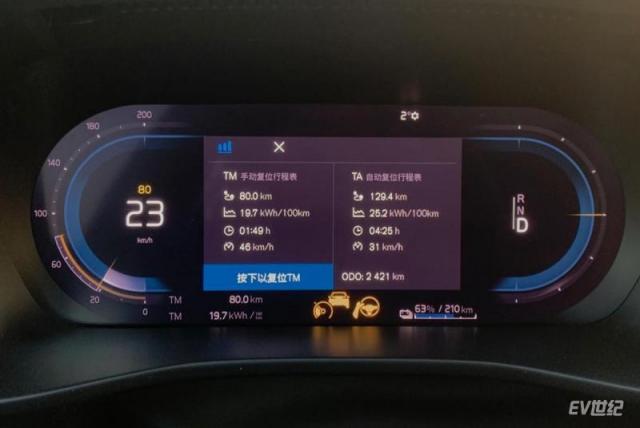 200
180
160
140
100
60
20
0
2°
80
23
km/h
TM 手动复位行程表
80.0 km
19.7 kWh/100km
01:49 h
46 km/h
按下以复位TM
TA 自动复位行程表
129.4 km
25.2 kWh/100km
04:25 h
31 km/h
ODO: 2 421 km
R
N
D
TM 80.0 km
TM 19.7 kWh/
63% / 210 km
EV世纪